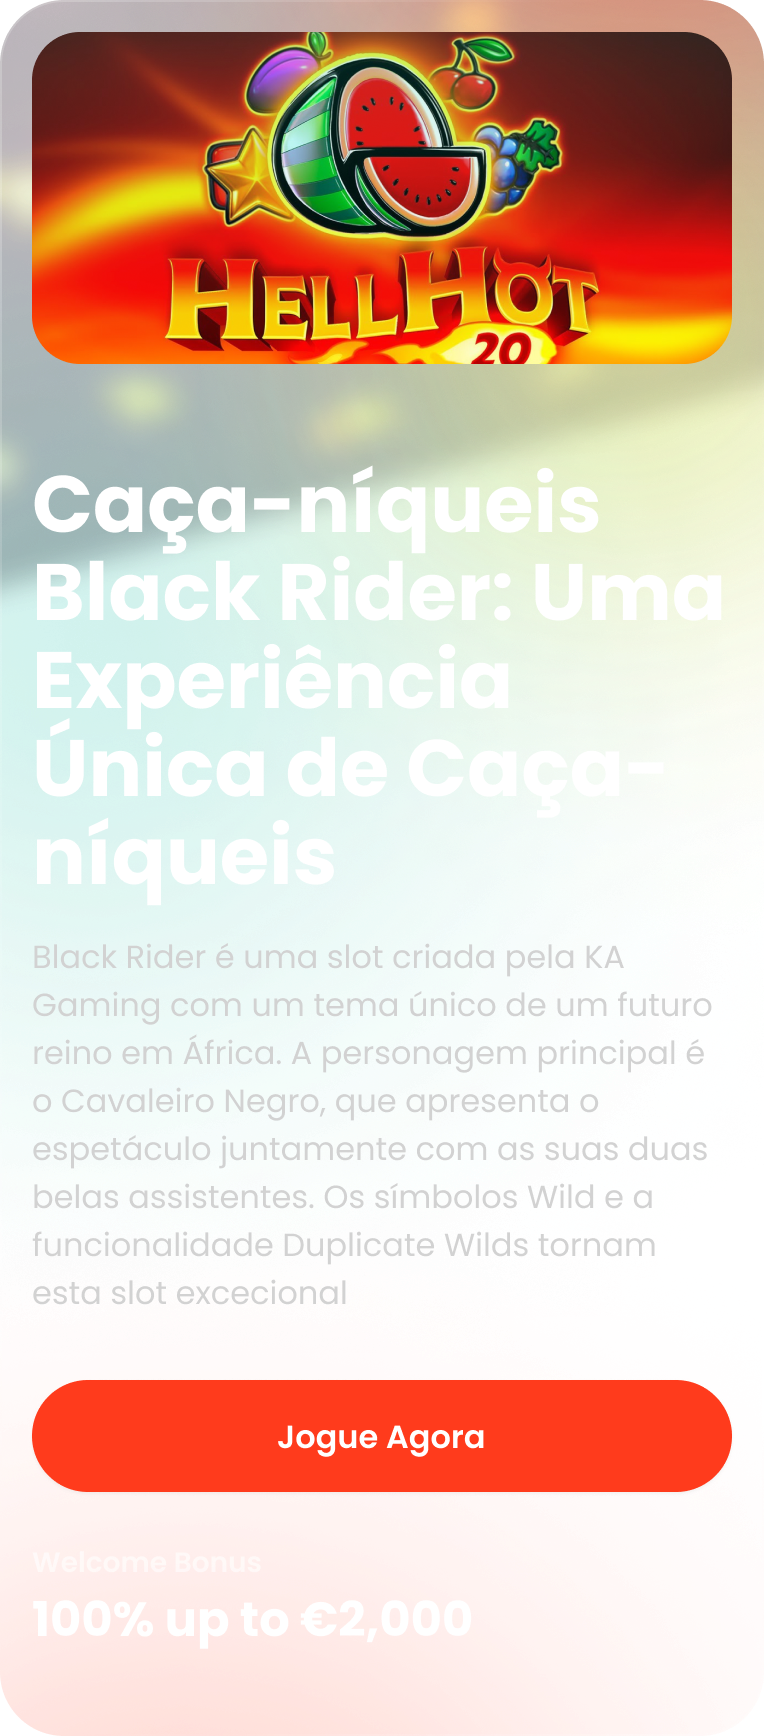 HELL HOT
20
Caça-níqueis
Black Rider: Uma
Experiência
Única de Caça-
níqueis
Black Rider é uma slot criada pela KA
Gaming com um tema único de um futuro
reino em África. A personagem principal é
o Cavaleiro Negro, que apresenta o
espetáculo juntamente com as suas duas
belas assistentes. Os símbolos Wild e a
funcionalidade Duplicate Wilds tornam
esta slot excecional
Jogue Agora
Welcome Bonus
100% up to €2,000